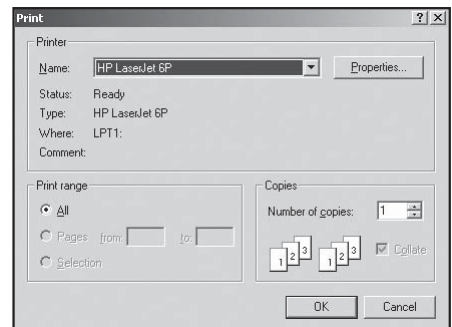 Print
Printer
Name: HP LaserJet 6P Properties...
Status: Ready
Type: HP LaserJet 6P
Where: LPT1:
Comment:
Print range
All
Pages from: to:
Selection
Copies
Number of copies: 1
1 2 3 1 2 3
Collate
OK Cancel